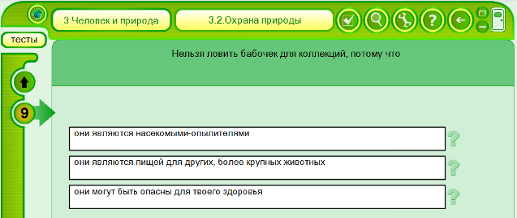 3 Человек и природа
3.2.Охрана природы
тесты
Нельзя ловить бабочек для коллекций, потому что
9
они являются насекомыми-опылителями
они являются пищей для других, более крупных животных
они могут быть опасны для твоего здоровья